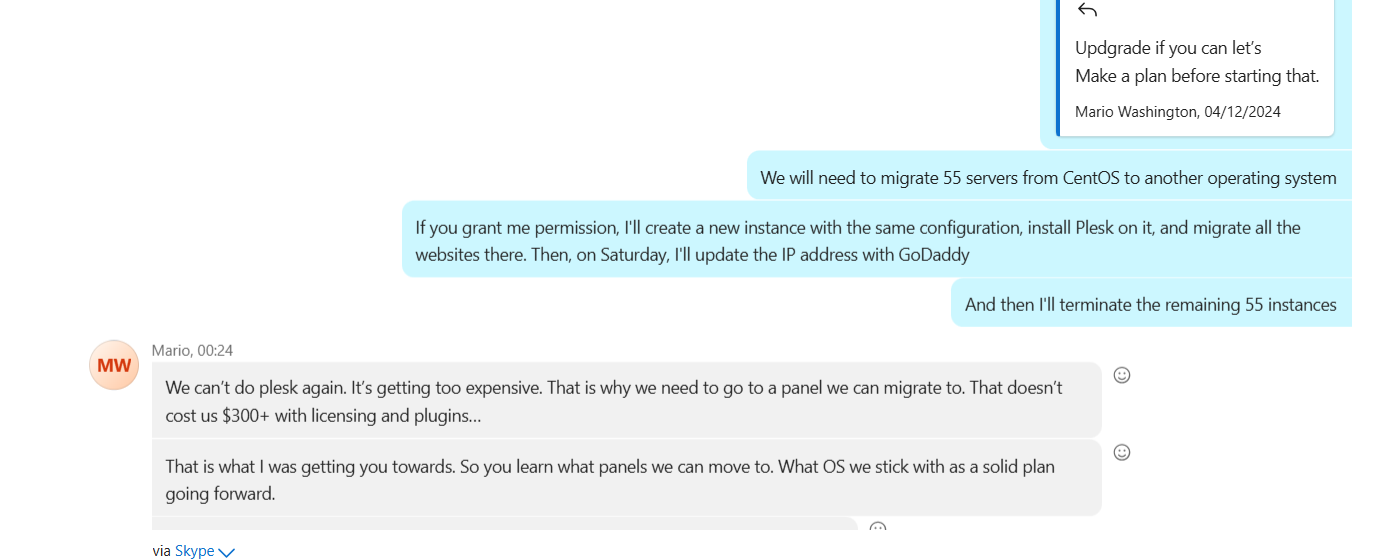 Updgrade if you can let’s
Make a plan before starting that.
Mario Washington, 04/12/2024
We will need to migrate 55 servers from CentOS to another operating system
If you grant me permission, I'll create a new instance with the same configuration, install Plesk on it, and migrate all the
websites there. Then, on Saturday, I'll update the IP address with GoDaddy
And then I'll terminate the remaining 55 instances
MW
Mario, 00:24
We can’t do plesk again. It’s getting too expensive. That is why we need to go to a panel we can migrate to. That doesn’t
cost us $300+ with licensing and plugins...
That is what I was getting you towards. So you learn what panels we can move to. What OS we stick with as a solid plan
going forward.
via Skype